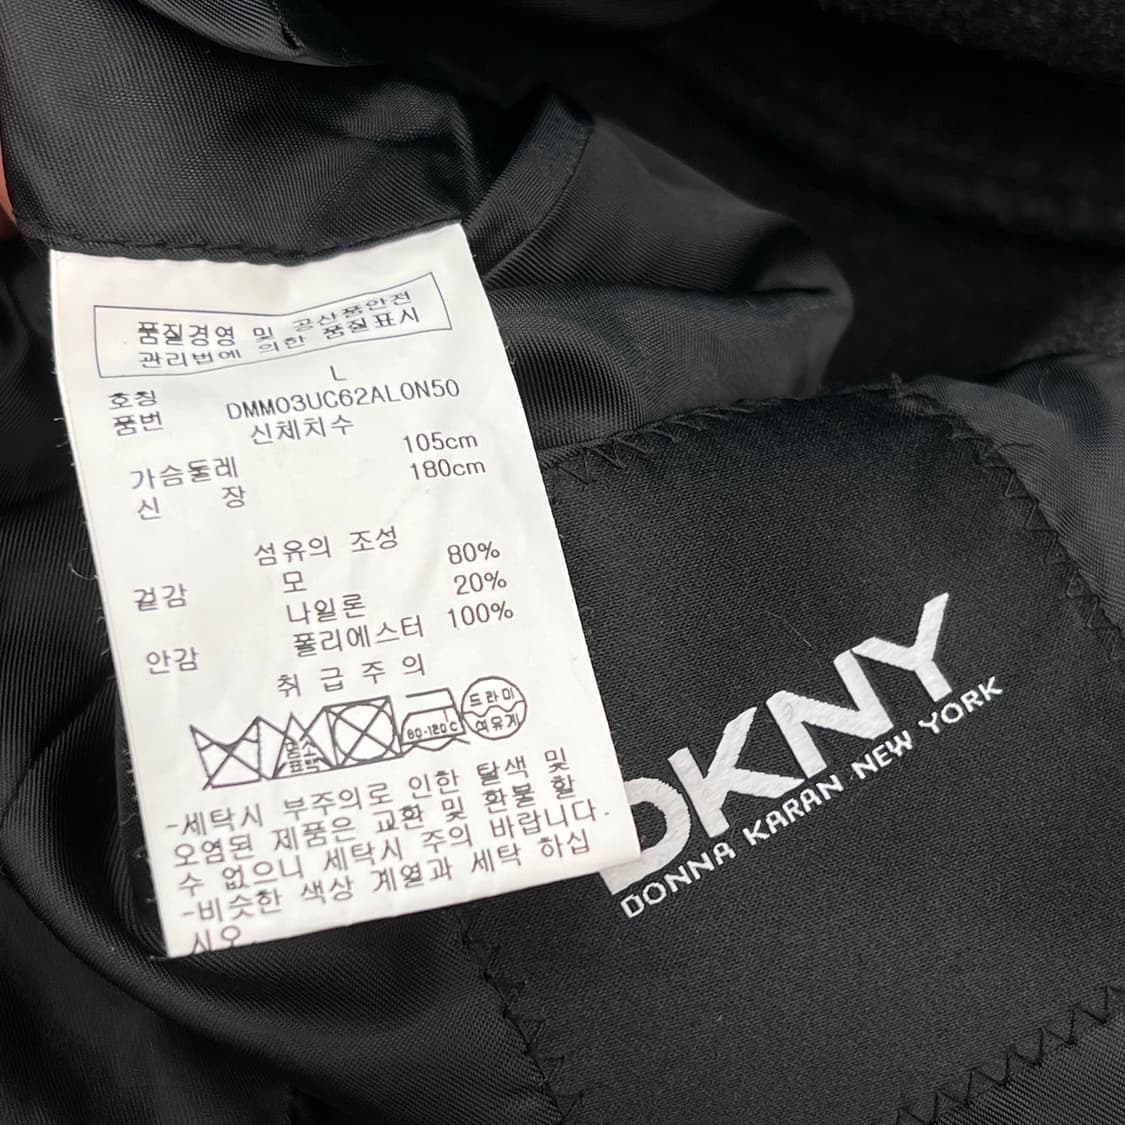 품질경영 및 공산품안전
관리법에 의한 품질표시
호칭 L
품번 DMM03UC62AL0N50
신체치수
가슴둘레 105cm
신 장 180cm
섬유의 조성
겉감 모 80%
나일론 20%
안감 폴리에스터 100%
취 급 주 의
염소
표백
80-120℃
드라이
석유계
-세탁시 부주의로 인한 탈색 및
오염된 제품은 교환 및 환불 할
수 없으니 세탁시 주의 바랍니다.
-비슷한 색상 계열과 세탁 하십
시오.
DKNY
DONNA KARAN NEW YORK